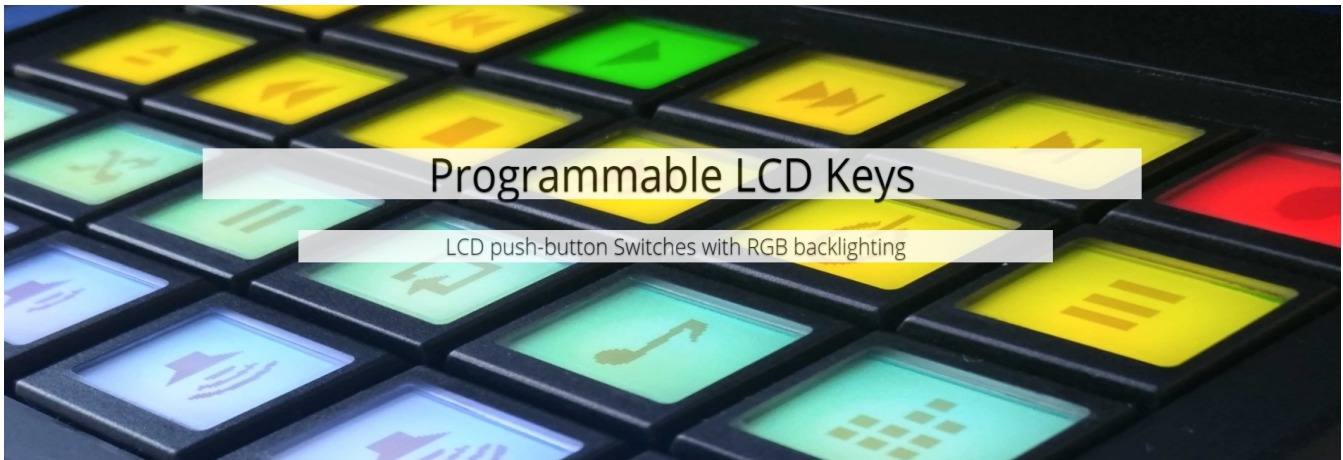 Programmable LCD Keys
LCD push-button Switches with RGB backlighting